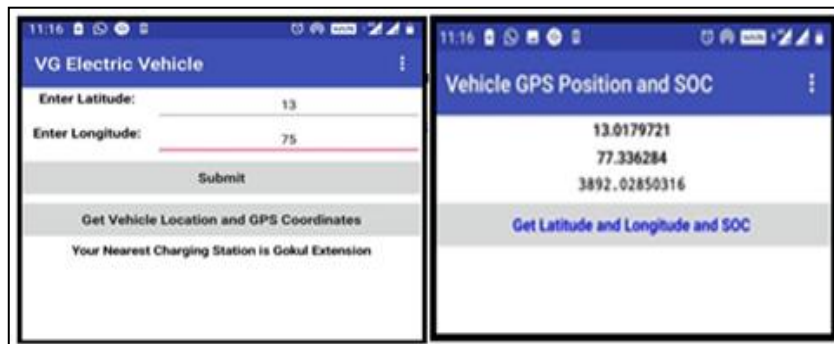 11:16
VG Electric Vehicle
Enter Latitude:
13
Enter Longitude:
75
Submit
Get Vehicle Location and GPS Coordinates
Your Nearest Charging Station is Gokul Extension
11:16
Vehicle GPS Position and SOC
13.0179721
77.336284
3892.02850316
Get Latitude and Longitude and SOC